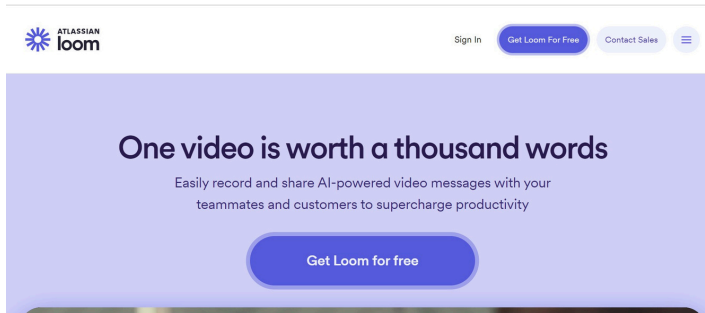 ATLASSIAN
loom
Sign In
Get Loom For Free
Contact Sales
One video is worth a thousand words
Easily record and share AI-powered video messages with your
teammates and customers to supercharge productivity
Get Loom for free